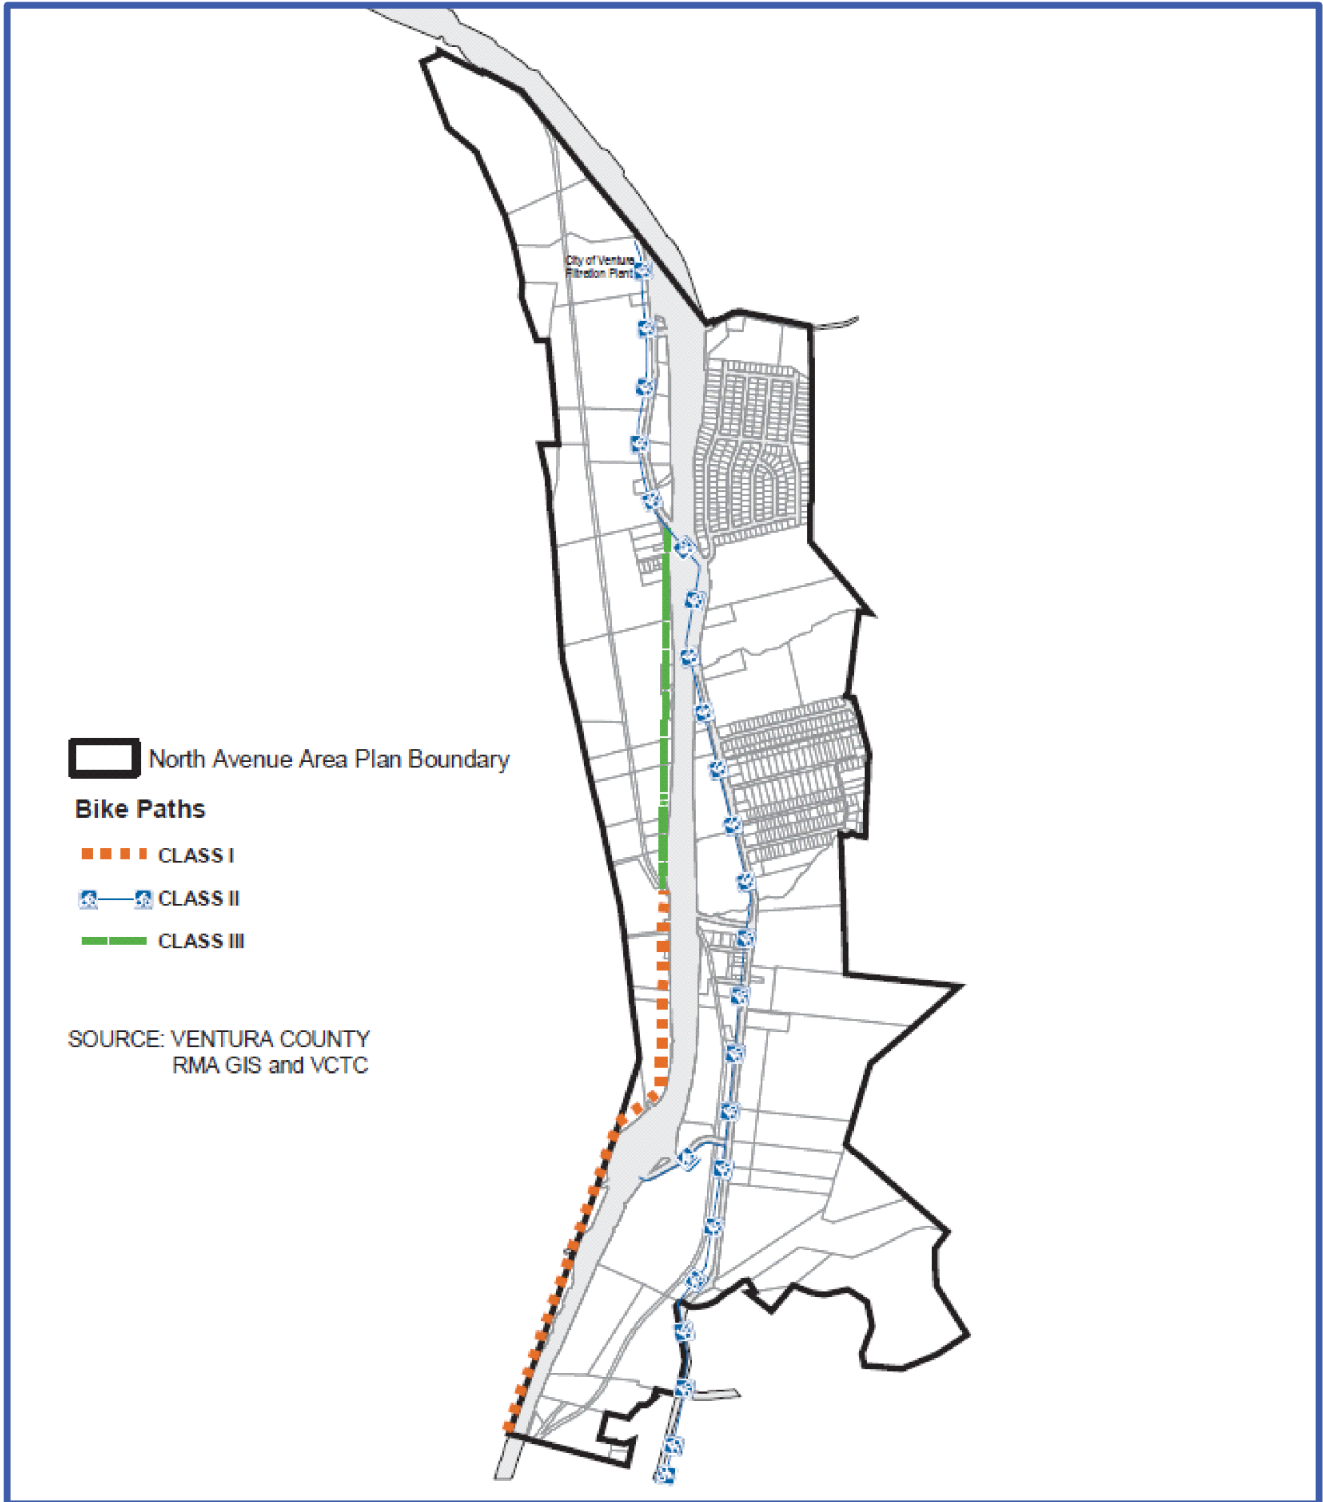 City of Ventura
Filtration Plant
North Avenue Area Plan Boundary
Bike Paths
CLASS I
CLASS II
CLASS III
SOURCE: VENTURA COUNTY
RMA GIS and VCTC